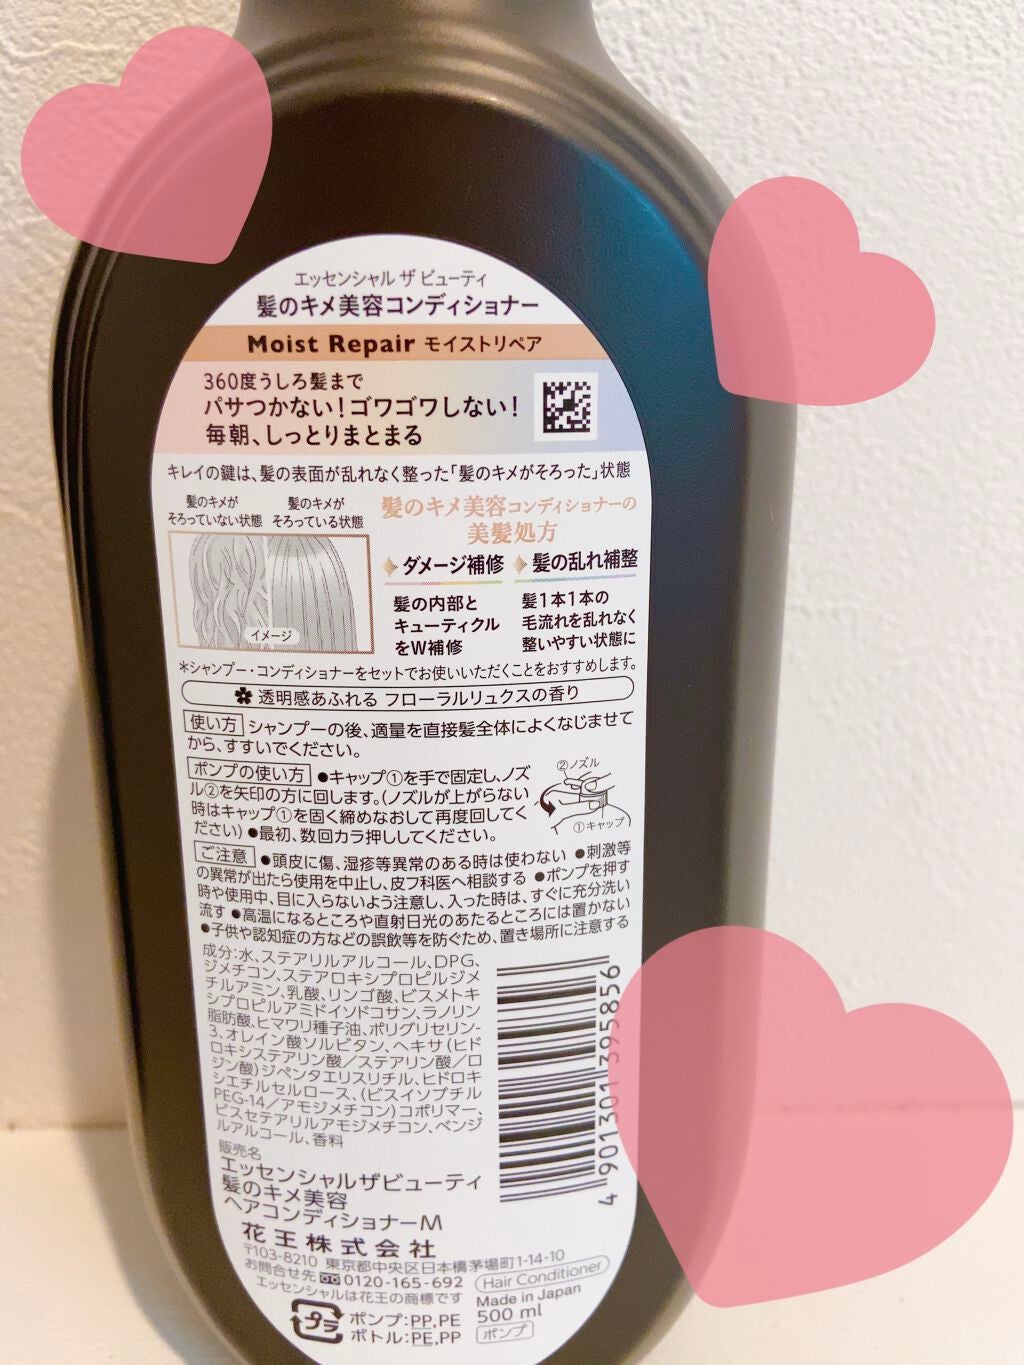 エッセンシャル ザ ビューティ
髪のキメ美容コンディショナー
Moist Repair モイストリペア
360度うしろ髪まで
パサつかない!ゴワゴワしない!
毎朝、しっとりまとまる
キレイの鍵は、髪の表面が乱れなく整った「髪のキメがそろった」状態
髪のキメが
そろっていない状態
髪のキメが
そろっている状態
イメージ
髪のキメ美容コンディショナーの
美髪処方
ダメージ補修
髪の内部と
キューティクル
をW補修
髪の乱れ補整
髪1本1本の
毛流れを乱れなく
整いやすい状態に
*シャンプー・コンディショナーをセットでお使いいただくことをおすすめします。
透明感あふれる フローラルリュクスの香り
使い方 シャンプーの後、適量を直接髪全体によくなじませて
から、すすいでください。
ポンプの使い方 ●キャップ①を手で固定し、ノズ
ル②を矢印の方に回します。(ノズルが上がらない
時はキャップ①を固く締めなおして再度回してく
ださい) ●最初、数回カラ押ししてください。
②ノズル
①キャップ
ご注意 ●頭皮に傷、湿疹等異常のある時は使わない ●刺激等
の異常が出たら使用を中止し、皮フ科医へ相談する ●ポンプを押す
時や使用中、目に入らないよう注意し、入った時は、すぐに充分洗い
流す ●高温になるところや直射日光のあたるところには置かない
●子供や認知症の方などの誤飲等を防ぐため、置き場所に注意する
成分:水、ステアリルアルコール、DPG、
ジメチコン、ステアロキシプロピルジメ
チルアミン、乳酸、リンゴ酸、ビスメトキ
シプロピルアミドイソドコサン、ラノリン
脂肪酸、ヒマワリ種子油、ポリグリセリン-
3、オレイン酸ソルビタン、ヘキサ(ヒド
ロキシステアリン酸/ステアリン酸/ロ
ジン酸)ジペンタエリスリチル、ヒドロキ
シエチルセルロース、(ビスイソブチル
PEG-14/アモジメチコン)コポリマー、
ビスセテアリルアモジメチコン、ベンジ
ルアルコール、香料
4 901301 395856
販売名
エッセンシャルザビューティ
髪のキメ美容
ヘアコンディショナーM
花王株式会社
〒103-8210 東京都中央区日本橋茅場町1-14-10
お問合せ先 0120-165-692
エッセンシャルは花王の商標です
Hair Conditioner
Made in Japan
500 ml
ポンプ
プラ
ポンプ:PP,PE
ボトル:PE,PP